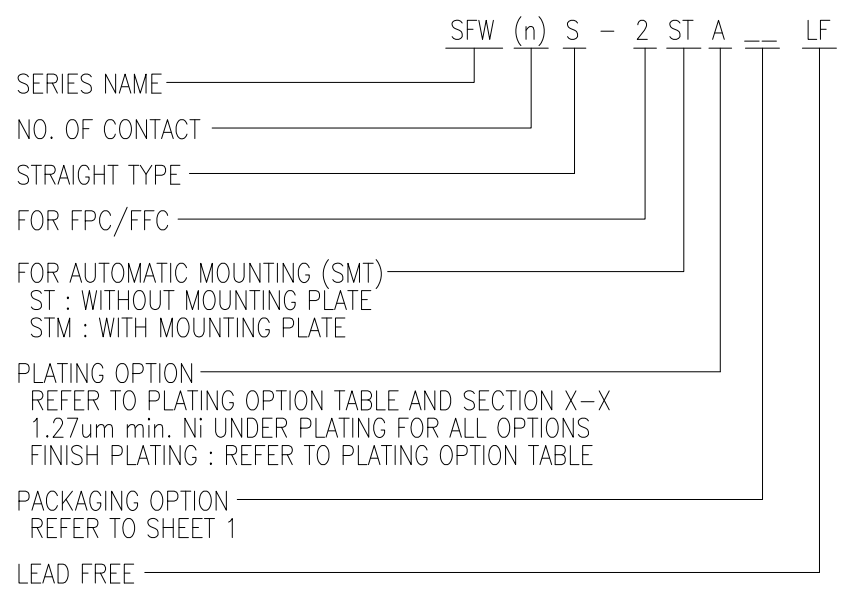 SFW (n) S - 2 ST A __ LF
SERIES NAME
NO. OF CONTACT
STRAIGHT TYPE
FOR FPC/FFC
FOR AUTOMATIC MOUNTING (SMT)
ST : WITHOUT MOUNTING PLATE
STM : WITH MOUNTING PLATE
PLATING OPTION
REFER TO PLATING OPTION TABLE AND SECTION X-X
1.27um min. Ni UNDER PLATING FOR ALL OPTIONS
FINISH PLATING : REFER TO PLATING OPTION TABLE
PACKAGING OPTION
REFER TO SHEET 1
LEAD FREE